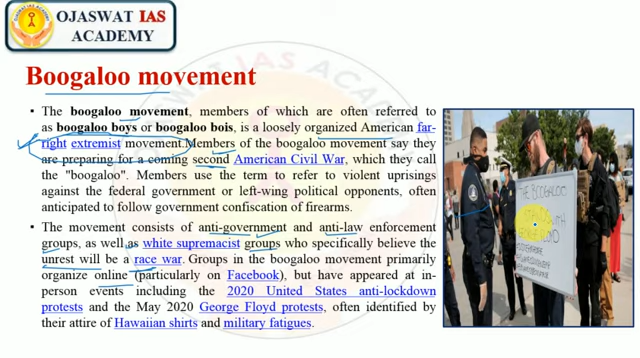 OJASWAT IAS
ACADEMY
Boogaloo movement
• The boogaloo movement, members of which are often referred to
as boogaloo boys or boogaloo bois, is a loosely organized American far-
right extremist movement.Members of the boogaloo movement say they
are preparing for a coming second American Civil War, which they call
the "boogaloo". Members use the term to refer to violent uprisings
against the federal government or left-wing political opponents, often
anticipated to follow government confiscation of firearms.
• The movement consists of anti-government and anti-law enforcement
groups, as well as white supremacist groups who specifically believe the
unrest will be a race war. Groups in the boogaloo movement primarily
organize online (particularly on Facebook), but have appeared at in-
person events including the 2020 United States anti-lockdown
protests and the May 2020 George Floyd protests, often identified by
their attire of Hawaiian shirts and military fatigues.
THE BOOGALOO
STANDS WITH
GEORGE FLOYD